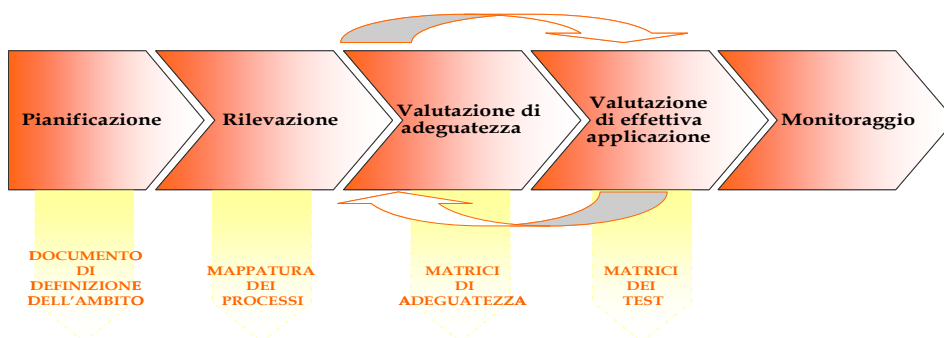 Pianificazione
Rilevazione
Valutazione di
adeguatezza
Valutazione
di effettiva
applicazione
Monitoraggio
DOCUMENTO
DI
DEFINIZIONE
DELL'AMBITO
MAPPATURA
DEI
PROCESSI
MATRICI
DI
ADEGUATEZZA
MATRICI
DEI
TEST